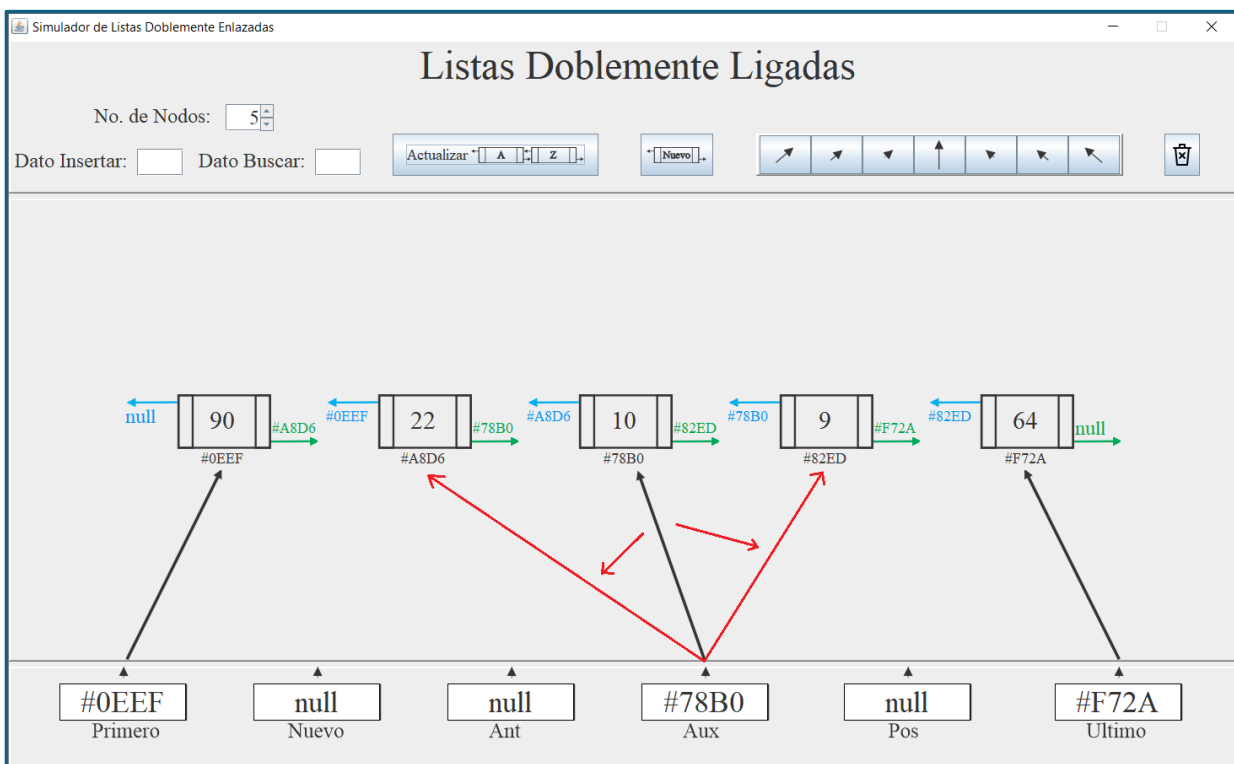 Simulador de Listas Doblemente Enlazadas
Listas Doblemente Ligadas
No. de Nodos: 5
Dato Insertar: Dato Buscar: Actualizar A Z Nuevo
null 90 #A8D6 #0EEF 22 #78B0 #A8D6 10 #82ED #78B0 9 #F72A #82ED 64 null
#0EEF #A8D6 #78B0 #82ED #F72A
#0EEF null null #78B0 null #F72A
Primero Nuevo Ant Aux Pos Ultimo